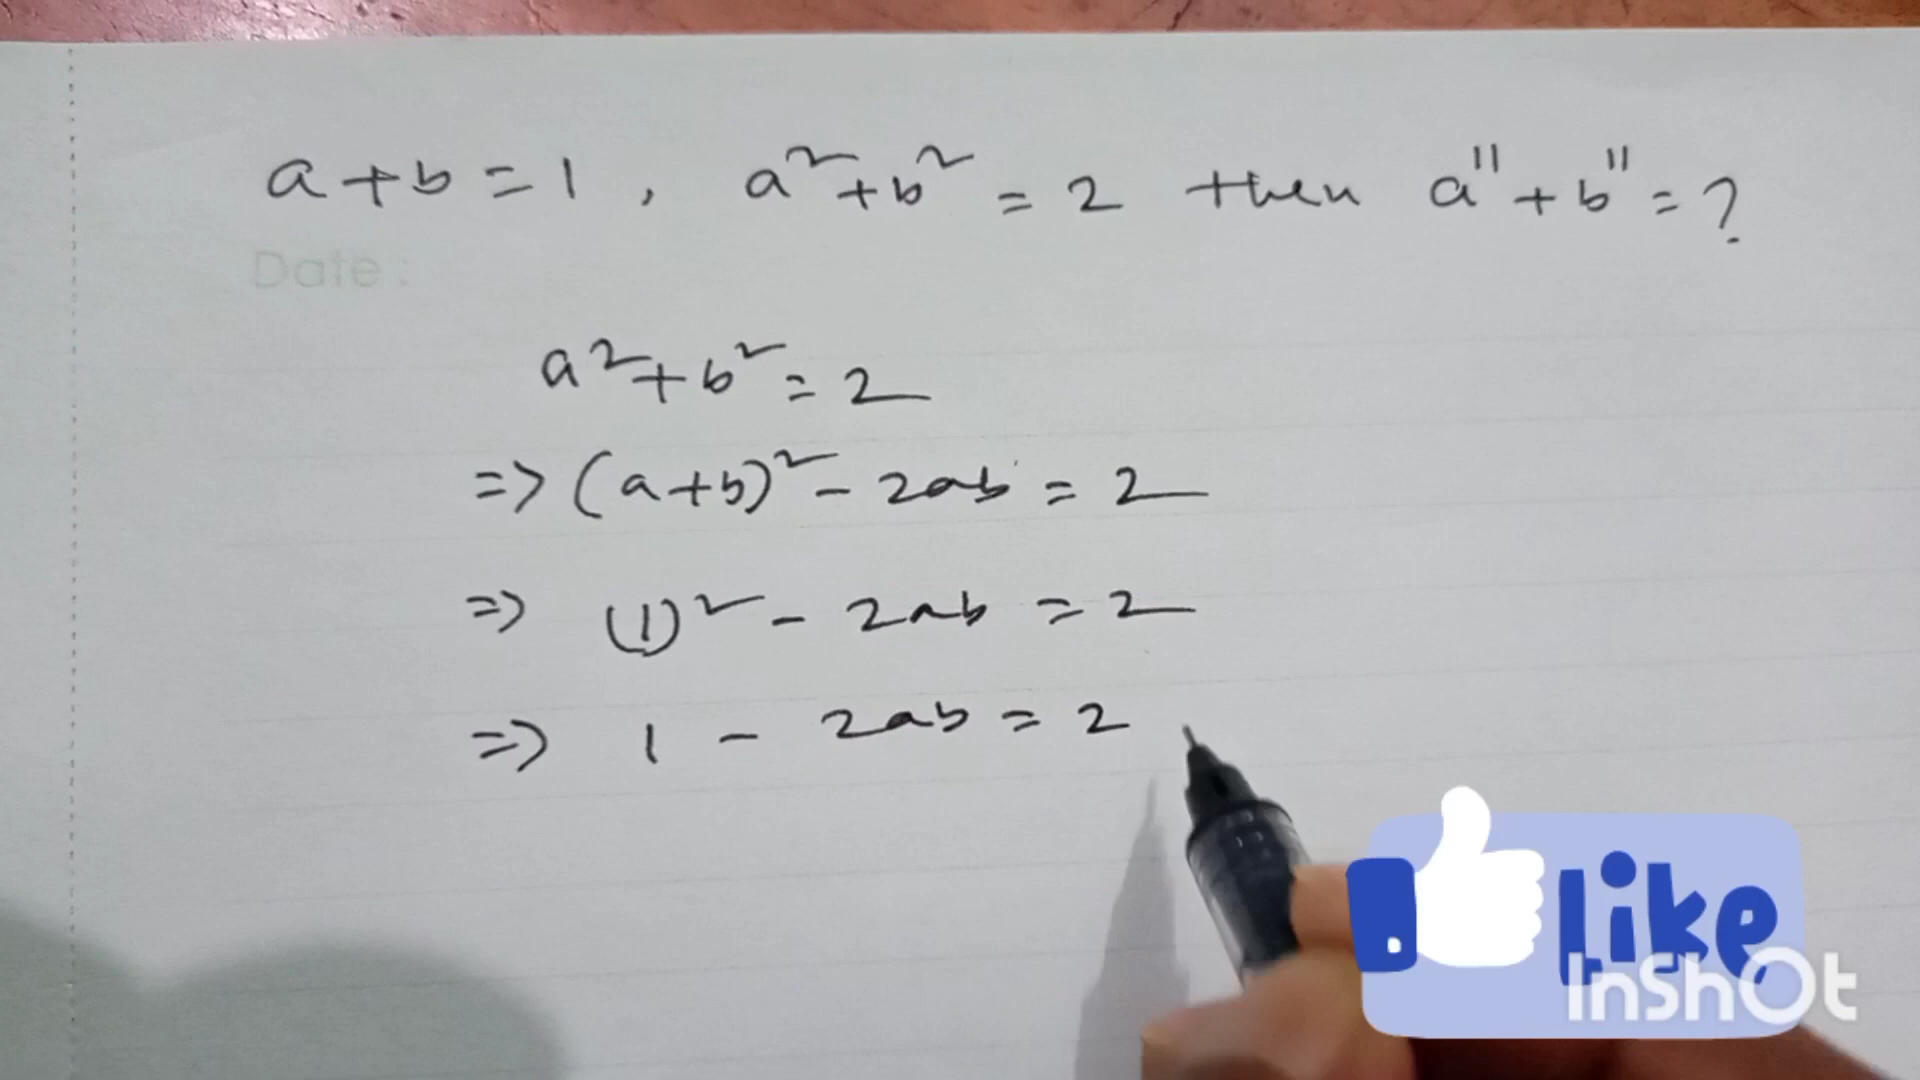 a+b=1, a²+b²=2 then a¹¹+b¹¹=?
Date:
a²+b²=2
=> (a+b)²-2ab=2
=> (1)²-2ab=2
=> 1-2ab=2
Like
InShOt